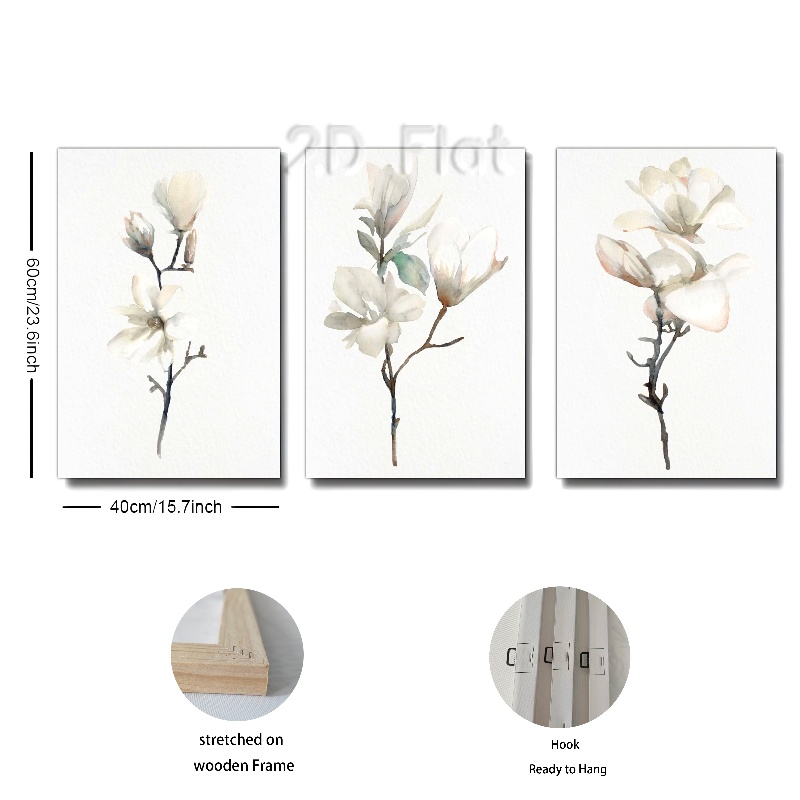 2D Flat
60cm/23.6inch
40cm/15.7inch
stretched on
wooden Frame
Hook
Ready to Hang